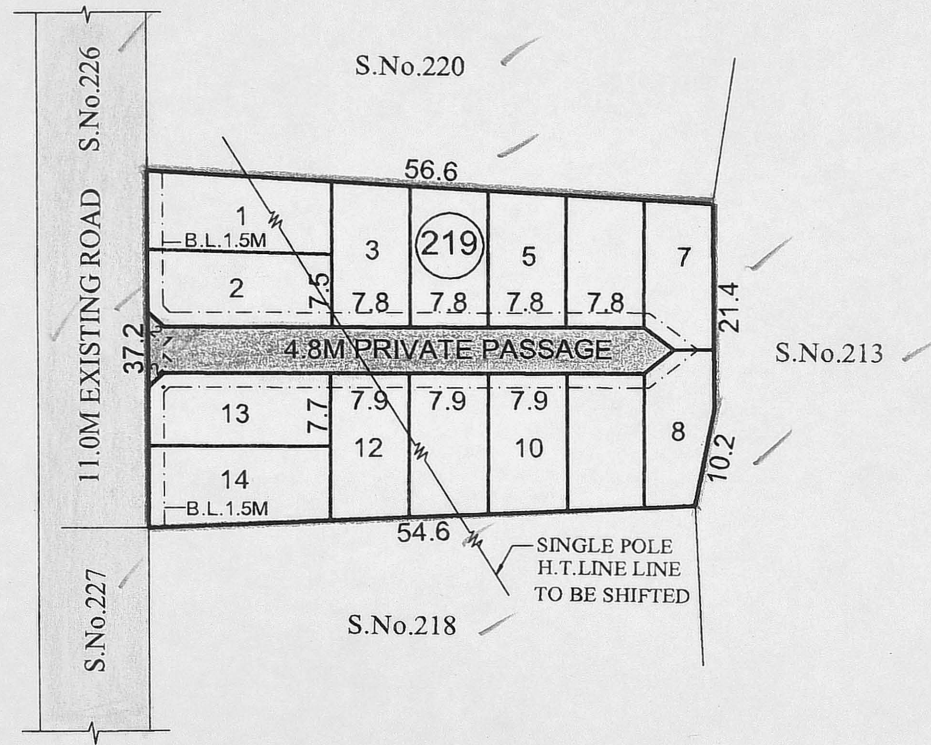 S.No.226
S.No.220
56.6
1
B.L.1.5M
2
7.5
3
7.8
219
7.8
5
7.8
7.8
7
21.4
11.0M EXISTING ROAD
37.2
4.8M PRIVATE PASSAGE
S.No.213
13
7.7
7.9
12
7.9
7.9
10
8
10.2
14
B.L.1.5M
54.6
SINGLE POLE
H.T.LINE LINE
TO BE SHIFTED
S.No.227
S.No.218